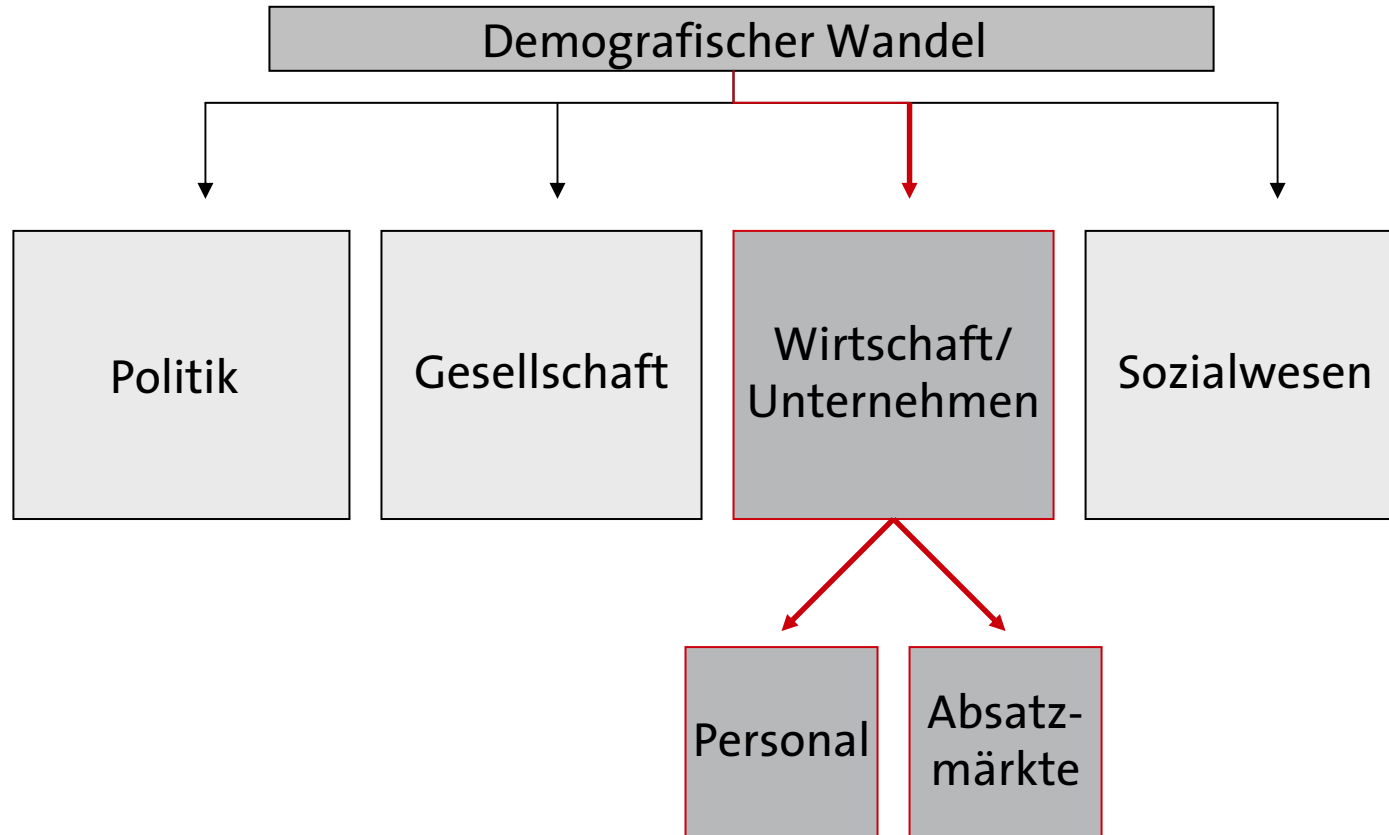 Demografischer Wandel
Politik
Gesellschaft
Wirtschaft/
Unternehmen
Sozialwesen
Personal
Absatz-
märkte